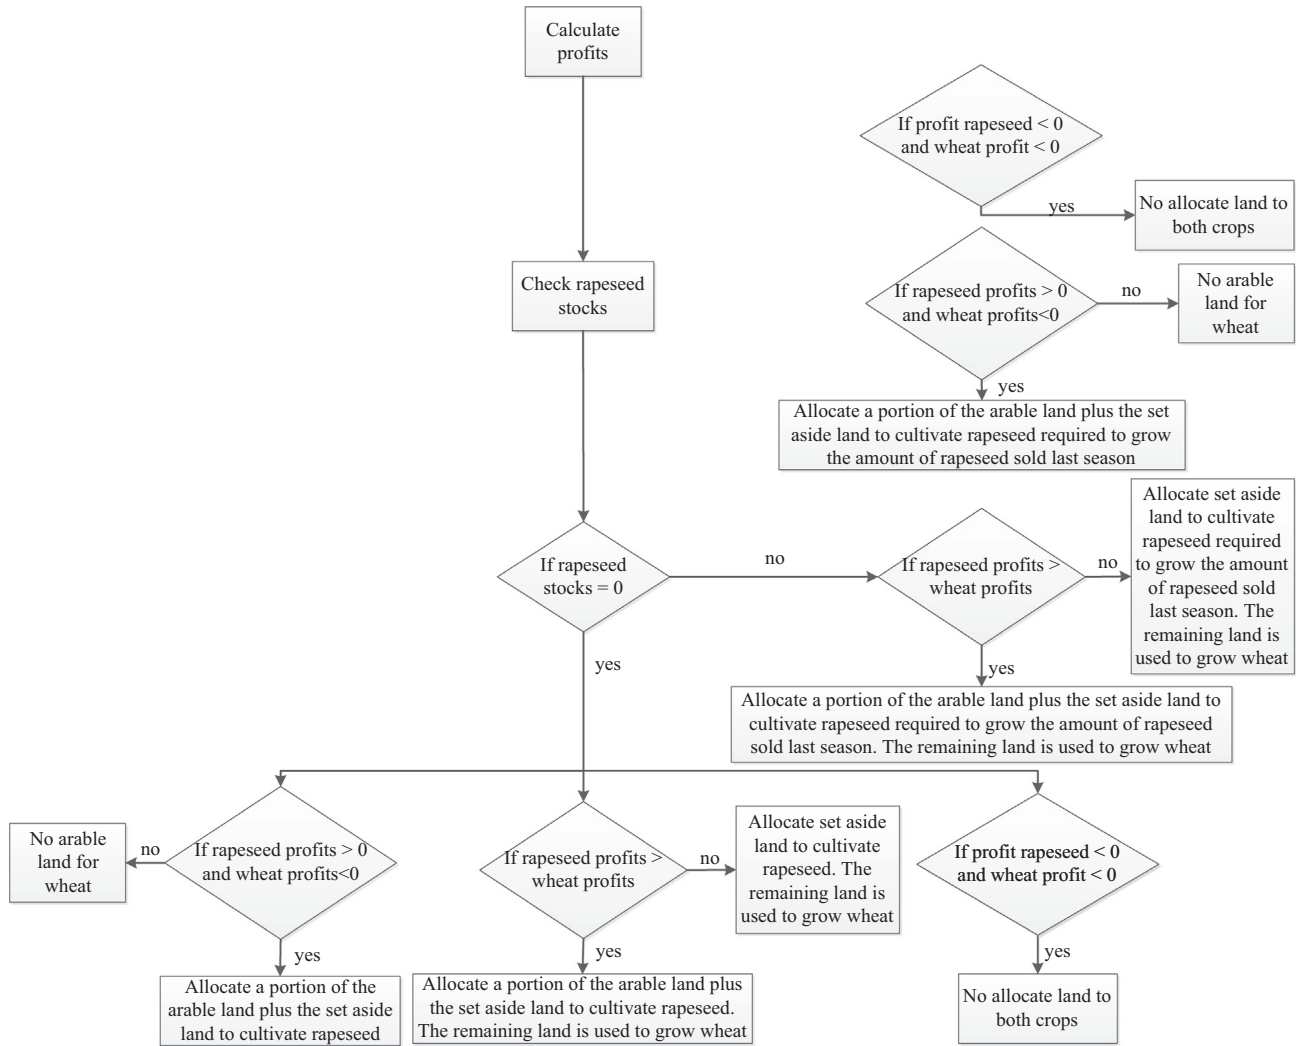 Calculate
profits
If profit rapeseed < 0
and wheat profit < 0
yes
No allocate land to
both crops
Check rapeseed
stocks
If rapeseed profits > 0
and wheat profits<0
no
No arable
land for
wheat
yes
Allocate a portion of the arable land plus the set
aside land to cultivate rapeseed required to grow
the amount of rapeseed sold last season
If rapeseed
stocks = 0
no
If rapeseed profits >
wheat profits
no
Allocate set aside
land to cultivate
rapeseed required
to grow the amount
of rapeseed sold
last season. The
remaining land is
used to grow wheat
yes
yes
Allocate a portion of the arable land plus the set aside land to
cultivate rapeseed required to grow the amount of rapeseed
sold last season. The remaining land is used to grow wheat
No arable
land for
wheat
no
If rapeseed profits > 0
and wheat profits<0
yes
Allocate a portion of the
arable land plus the set aside
land to cultivate rapeseed
If rapeseed profits >
wheat profits
no
Allocate set aside
land to cultivate
rapeseed. The
remaining land is
used to grow wheat
yes
Allocate a portion of the arable land plus
the set aside land to cultivate rapeseed.
The remaining land is used to grow wheat
If profit rapeseed < 0
and wheat profit < 0
yes
No allocate land to
both crops